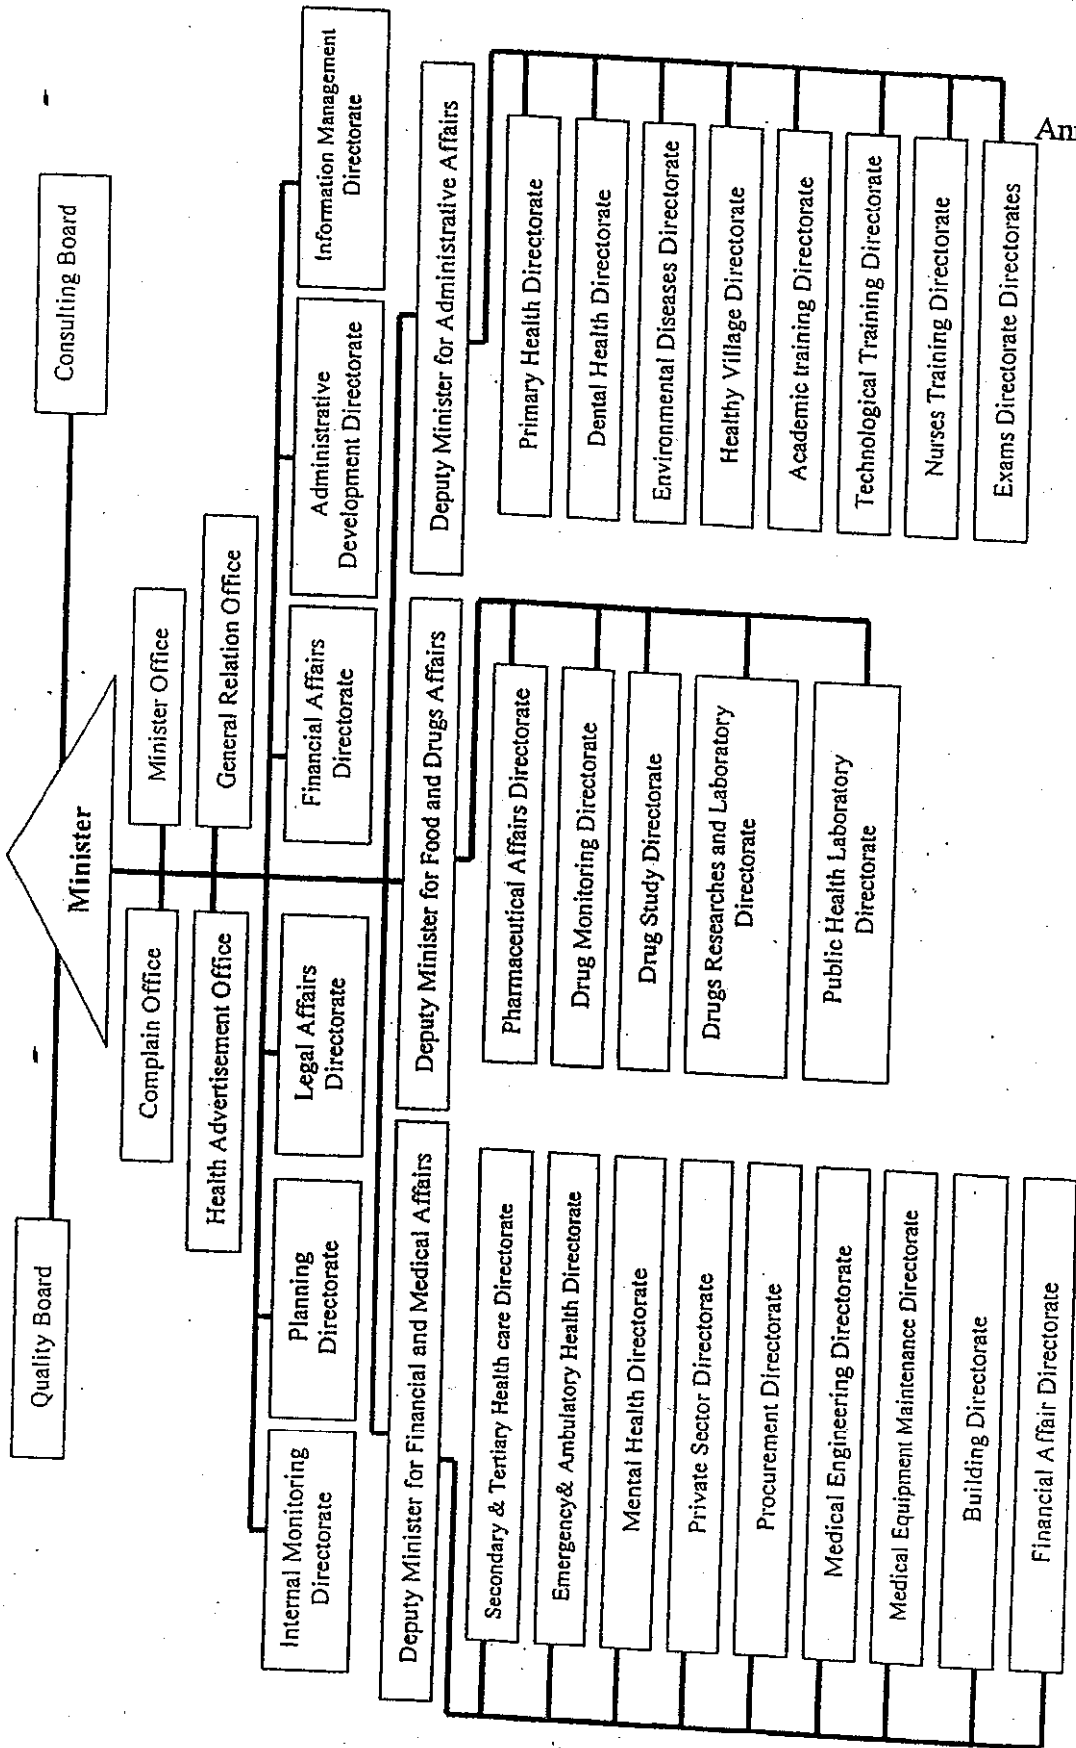 Quality Board
Consulting Board
Minister
Complain Office
Minister Office
Health Advertisement Office
General Relation Office
Internal Monitoring
Directorate
Planning
Directorate
Legal Affairs
Directorate
Financial Affairs
Directorate
Administrative
Development Directorate
Information Management
Directorate
Deputy Minister for Financial and Medical Affairs
Deputy Minister for Food and Drugs Affairs
Deputy Minister for Administrative Affairs
Secondary & Tertiary Health care Directorate
Emergency& Ambulatory Health Directorate
Mental Health Directorate
Private Sector Directorate
Procurement Directorate
Medical Engineering Directorate
Medical Equipment Maintenance Directorate
Building Directorate
Financial Affair Directorate
Pharmaceutical Affairs Directorate
Drug Monitoring Directorate
Drug Study Directorate
Drugs Researches and Laboratory
Directorate
Public Health Laboratory
Directorate
Primary Health Directorate
Dental Health Directorate
Environmental Diseases Directorate
Healthy Village Directorate
Academic training Directorate
Technological Training Directorate
Nurses Training Directorate
Exams Directorate Directorates